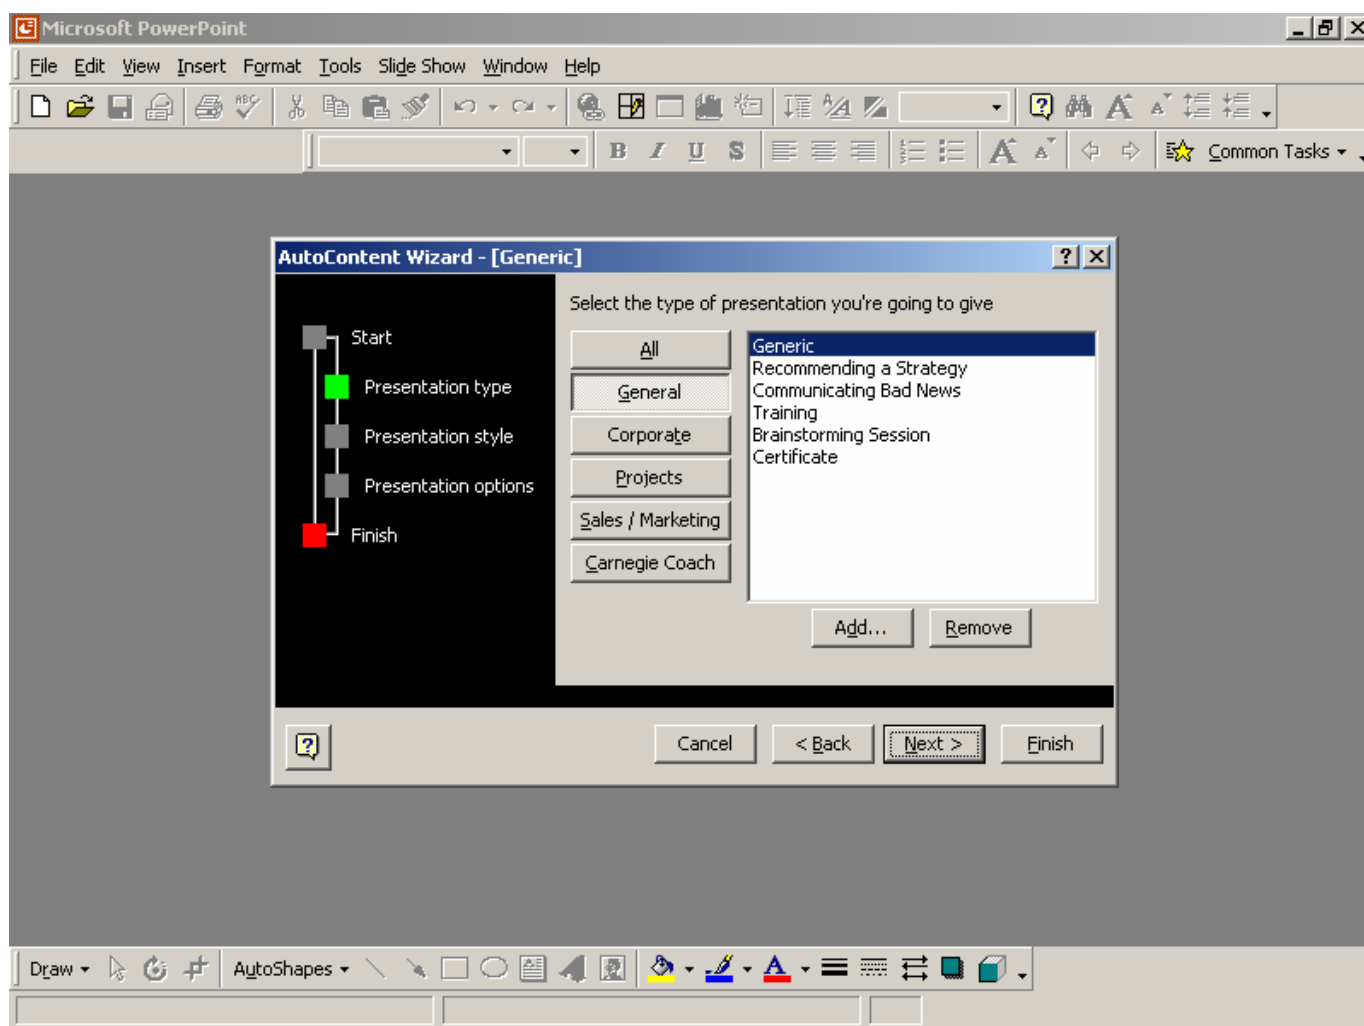 Microsoft PowerPoint
File Edit View Insert Format Tools Slide Show Window Help
ABC
B I U S Common Tasks
AutoContent Wizard - [Generic]
Select the type of presentation you're going to give
Start
Presentation type
Presentation style
Presentation options
Finish
All
General
Corporate
Projects
Sales / Marketing
Carnegie Coach
Generic
Recommending a Strategy
Communicating Bad News
Training
Brainstorming Session
Certificate
Add... Remove
Cancel < Back Next > Finish
Draw AutoShapes